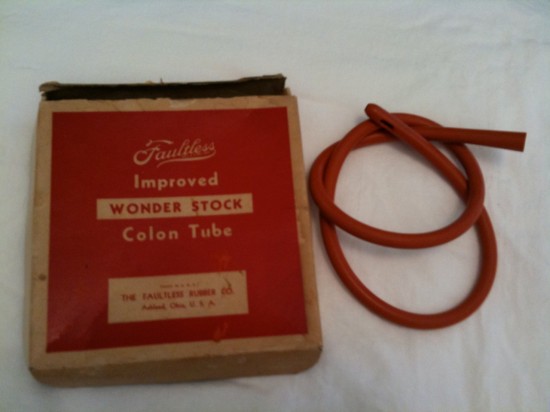 Faultless
Improved
WONDER STOCK
Colon Tube
THE FAULTLESS RUBBER CO.
Ashland, Ohio, U. S. A.